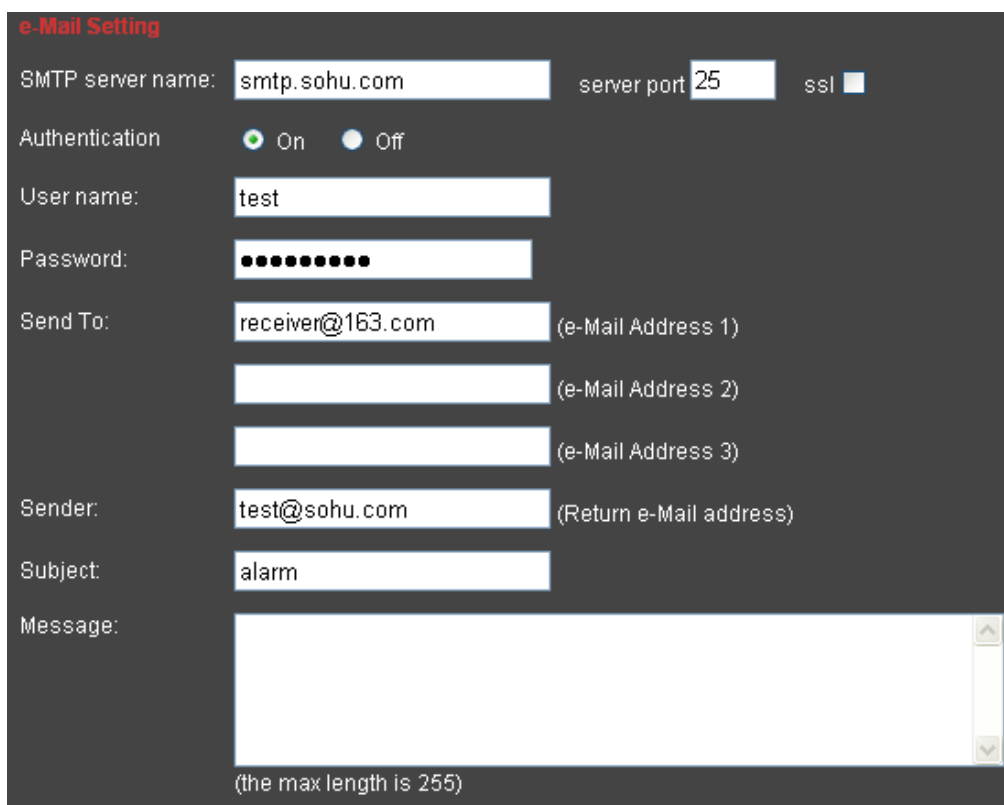 e-Mail Setting
SMTP server name: smtp.sohu.com server port 25 ssl
Authentication On Off
User name: test
Password: ●●●●●●●●●
Send To: receiver@163.com (e-Mail Address 1)
(e-Mail Address 2)
(e-Mail Address 3)
Sender: test@sohu.com (Return e-Mail address)
Subject: alarm
Message:
(the max length is 255)